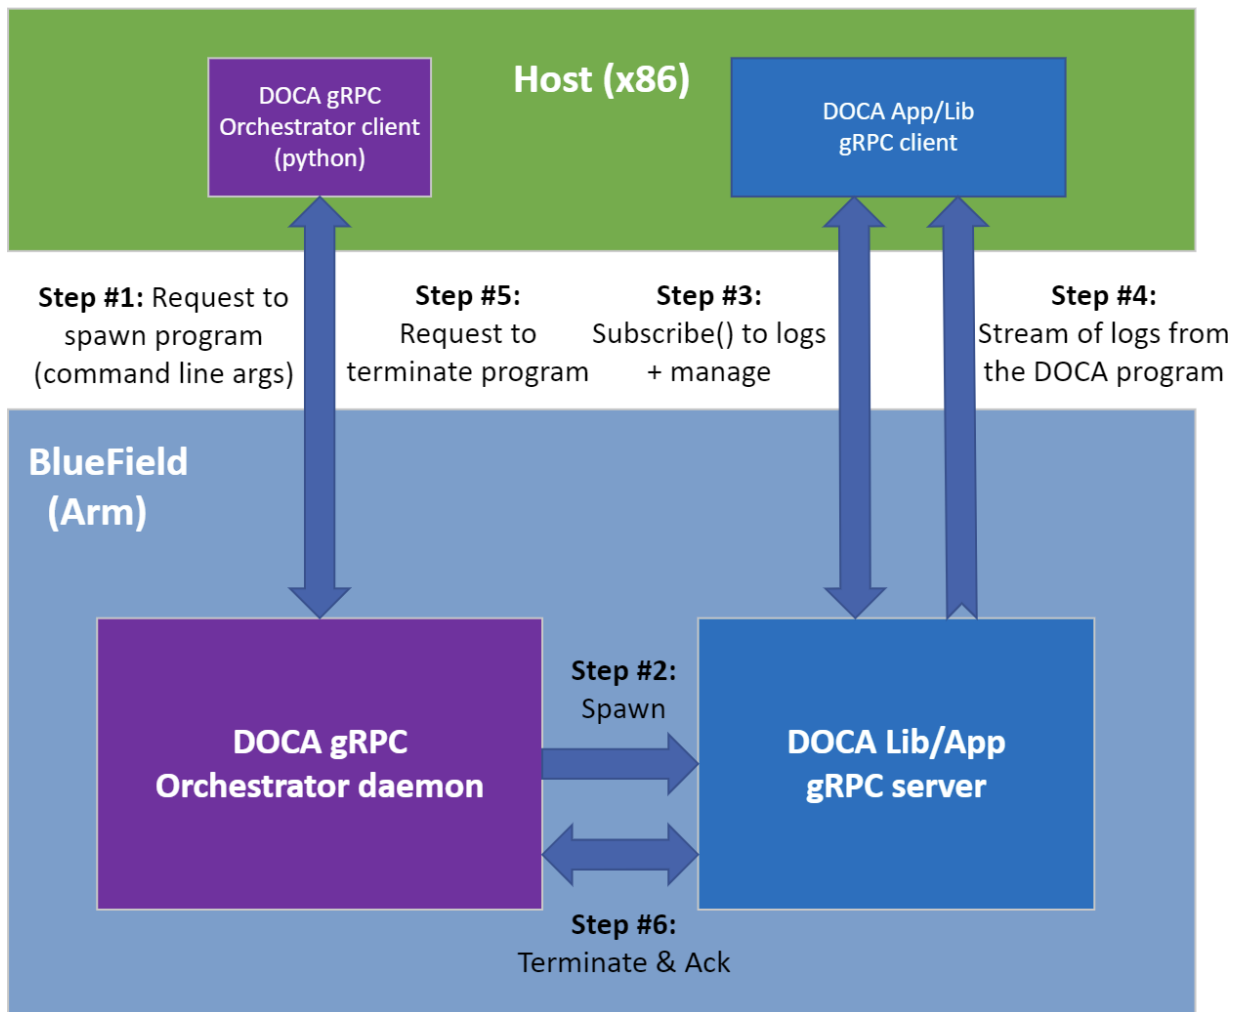 Host (x86)
DOCA gRPC
Orchestrator client
(python)
DOCA App/Lib
gRPC client
Step #1: Request to
spawn program
(command line args)
Step #5:
Request to
terminate program
Step #3:
Subscribe() to logs
+ manage
Step #4:
Stream of logs from
the DOCA program
BlueField
(Arm)
DOCA gRPC
Orchestrator daemon
Step #2:
Spawn
DOCA Lib/App
gRPC server
Step #6:
Terminate & Ack